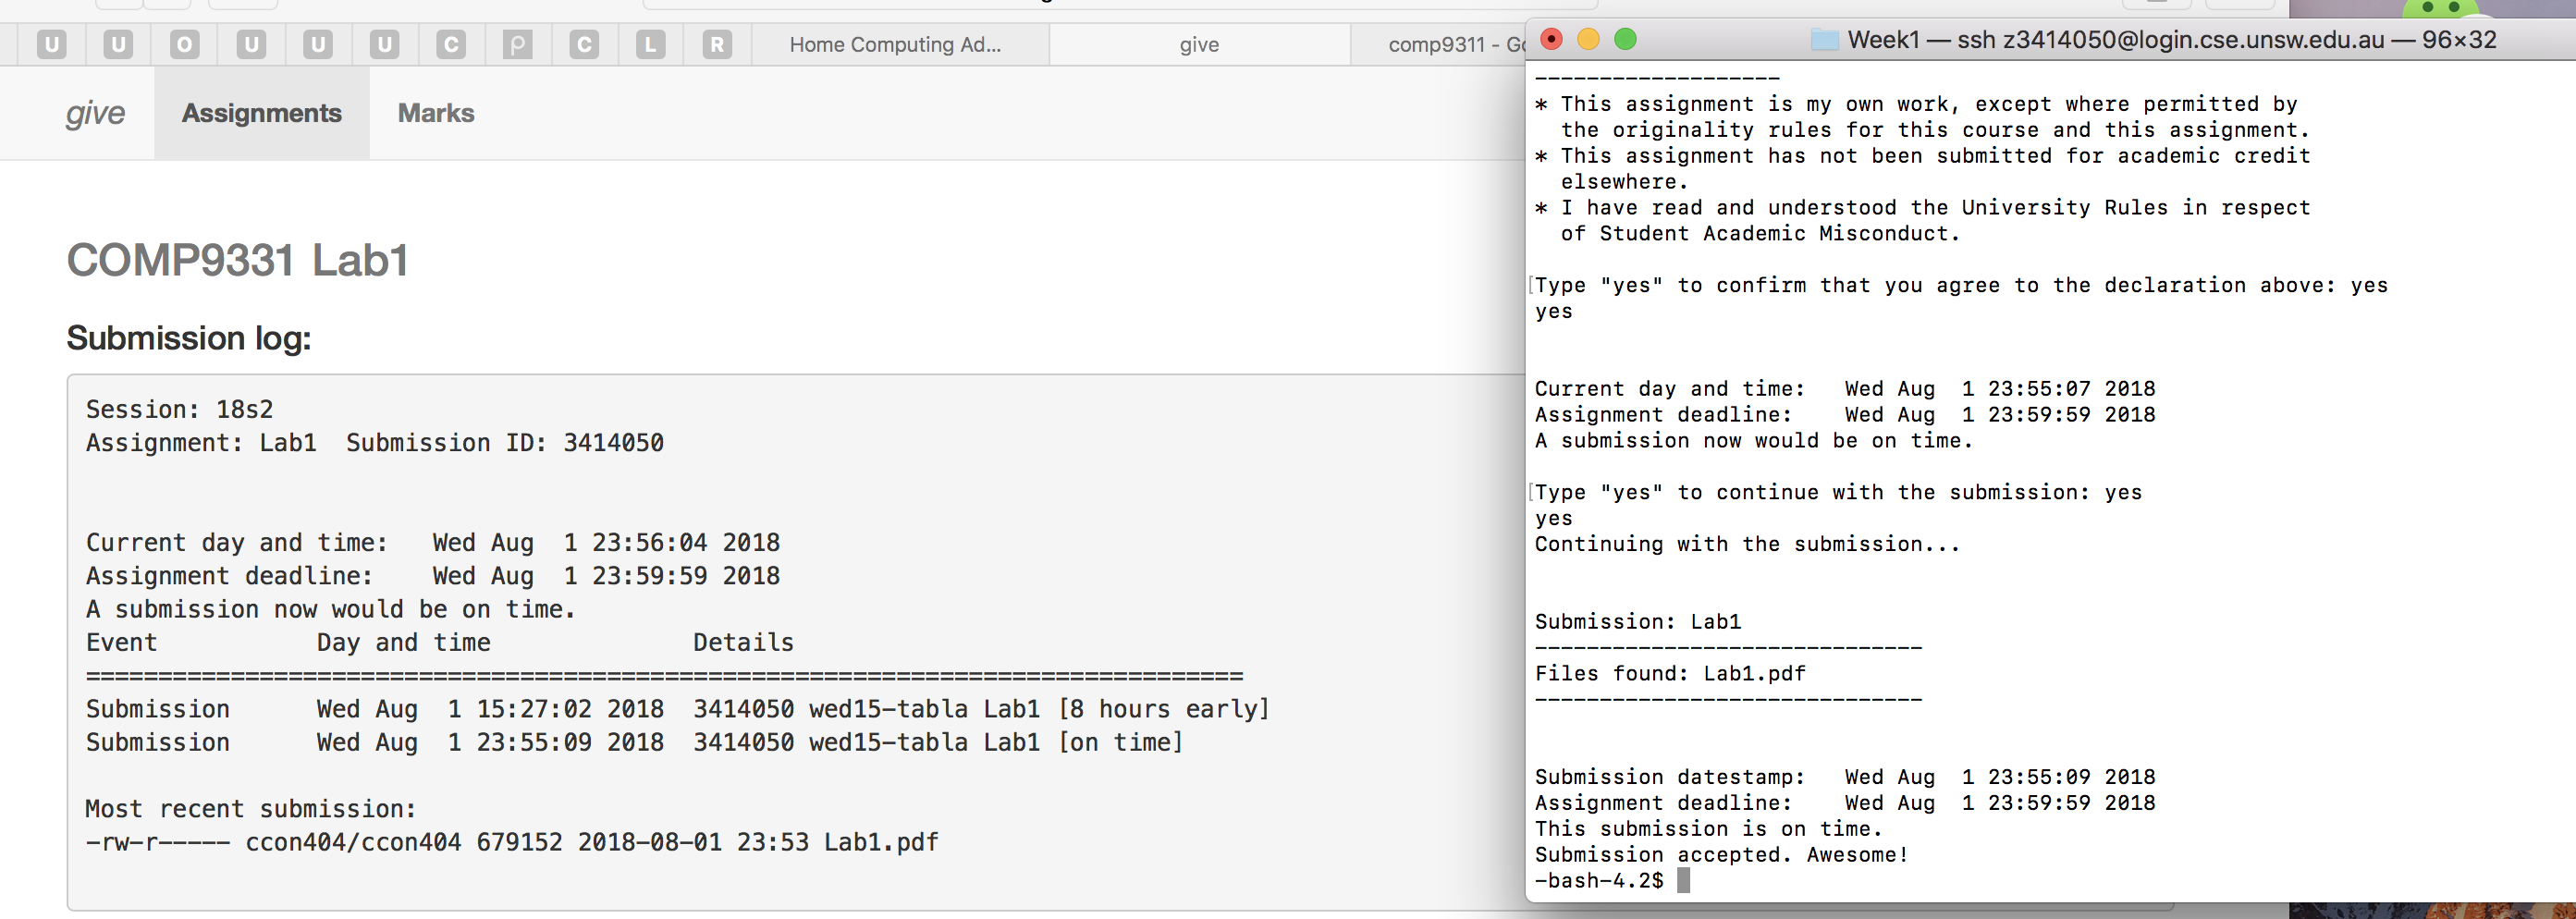 U U O U U U C P C L R Home Computing Ad... give comp9311 - Go
give Assignments Marks
COMP9331 Lab1
Submission log:
Session: 18s2
Assignment: Lab1  Submission ID: 3414050
Current day and time:   Wed Aug  1 23:56:04 2018
Assignment deadline:    Wed Aug  1 23:59:59 2018
A submission now would be on time.
Event           Day and time              Details
================================================================================
Submission      Wed Aug  1 15:27:02 2018  3414050 wed15-tabla Lab1 [8 hours early]
Submission      Wed Aug  1 23:55:09 2018  3414050 wed15-tabla Lab1 [on time]
Most recent submission:
-rw-r----- ccon404/ccon404 679152 2018-08-01 23:53 Lab1.pdf
Week1 — ssh z3414050@login.cse.unsw.edu.au — 96×32
-------------------
* This assignment is my own work, except where permitted by
  the originality rules for this course and this assignment.
* This assignment has not been submitted for academic credit
  elsewhere.
* I have read and understood the University Rules in respect
  of Student Academic Misconduct.
[Type "yes" to confirm that you agree to the declaration above: yes
yes
Current day and time:   Wed Aug  1 23:55:07 2018
Assignment deadline:    Wed Aug  1 23:59:59 2018
A submission now would be on time.
[Type "yes" to continue with the submission: yes
yes
Continuing with the submission...
Submission: Lab1
------------------------------
Files found: Lab1.pdf
------------------------------
Submission datestamp:   Wed Aug  1 23:55:09 2018
Assignment deadline:    Wed Aug  1 23:59:59 2018
This submission is on time.
Submission accepted. Awesome!
-bash-4.2$